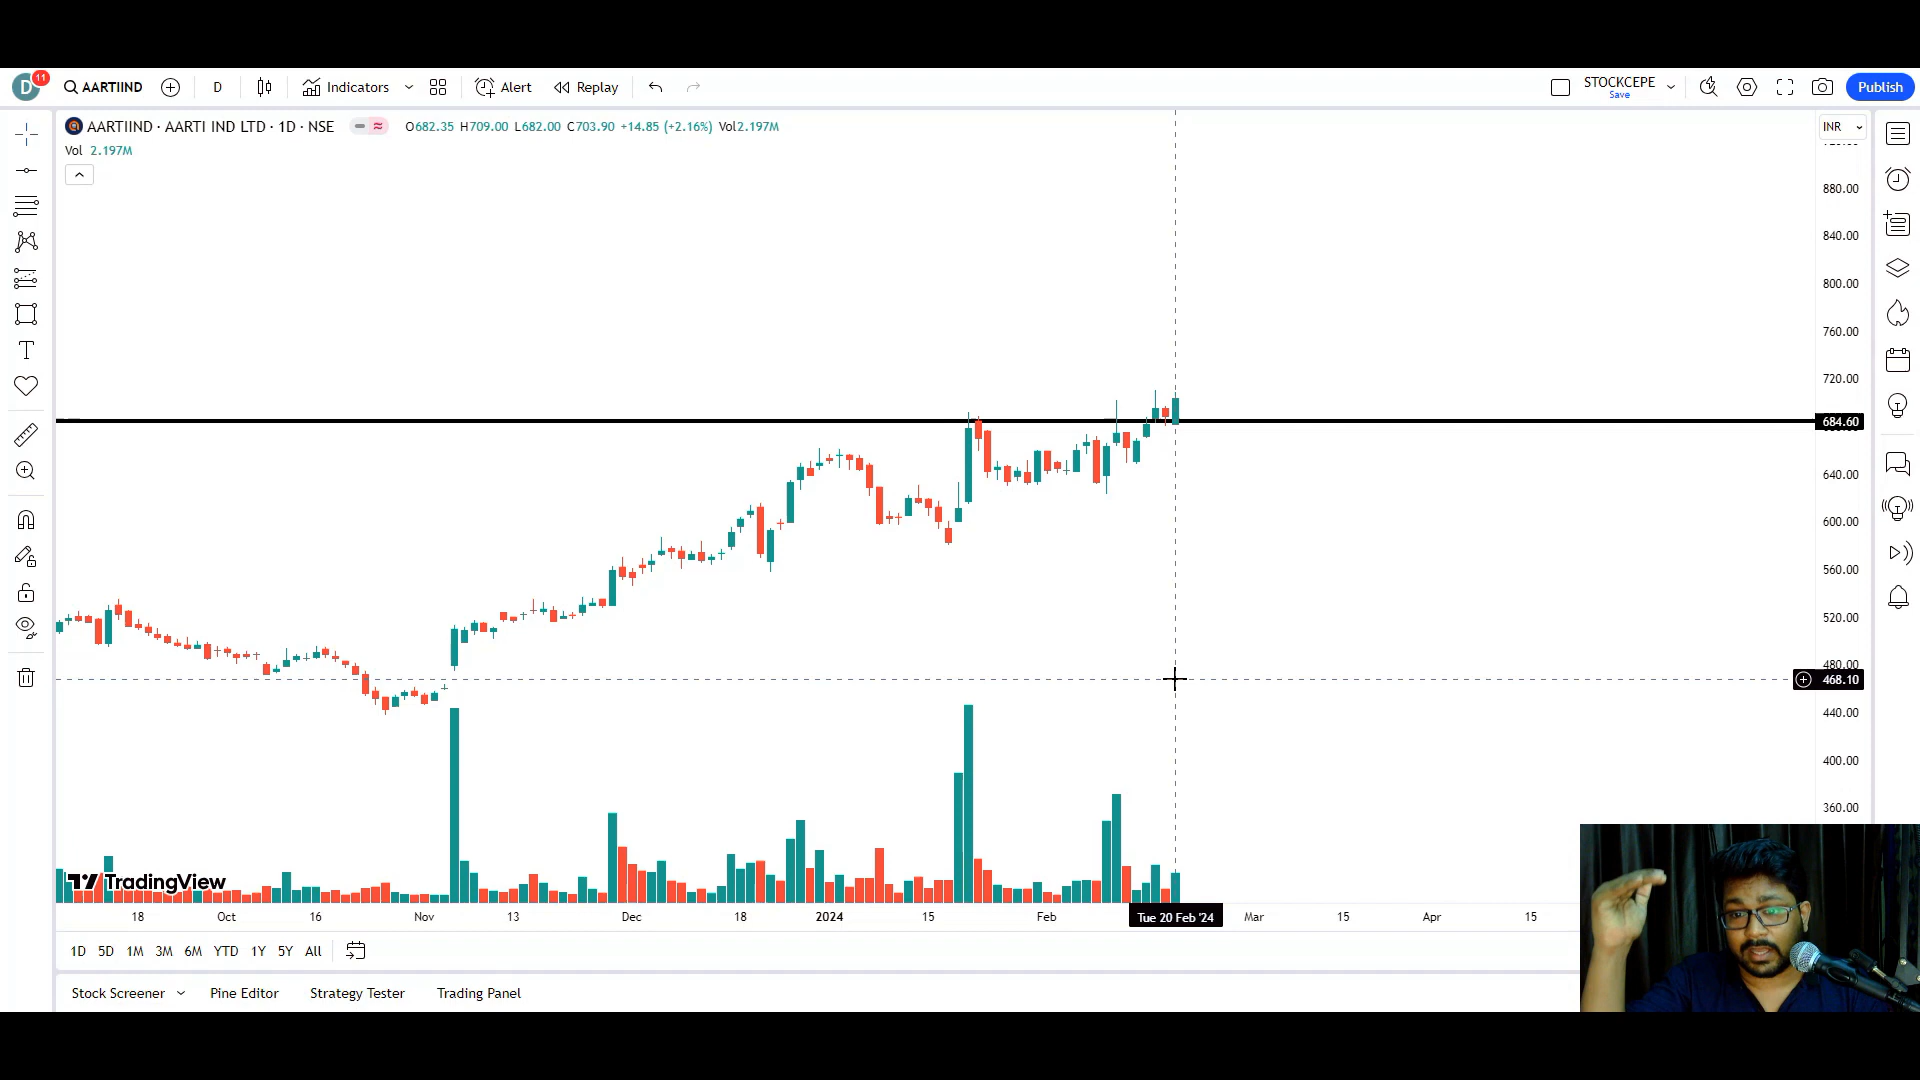 D 11 AARTIIND D Indicators Alert Replay STOCKCEPE Save Publish
AARTIIND · AARTI IND LTD · 1D · NSE O682.35 H709.00 L682.00 C703.90 +14.85 (+2.16%) Vol2.197M INR
Vol 2.197M
880.00
840.00
800.00
760.00
720.00
684.60
640.00
600.00
560.00
520.00
480.00
468.10
440.00
400.00
360.00
TradingView
18 Oct 16 Nov 13 Dec 18 2024 15 Feb Tue 20 Feb '24 Mar 15 Apr 15
1D 5D 1M 3M 6M YTD 1Y 5Y All
Stock Screener Pine Editor Strategy Tester Trading Panel